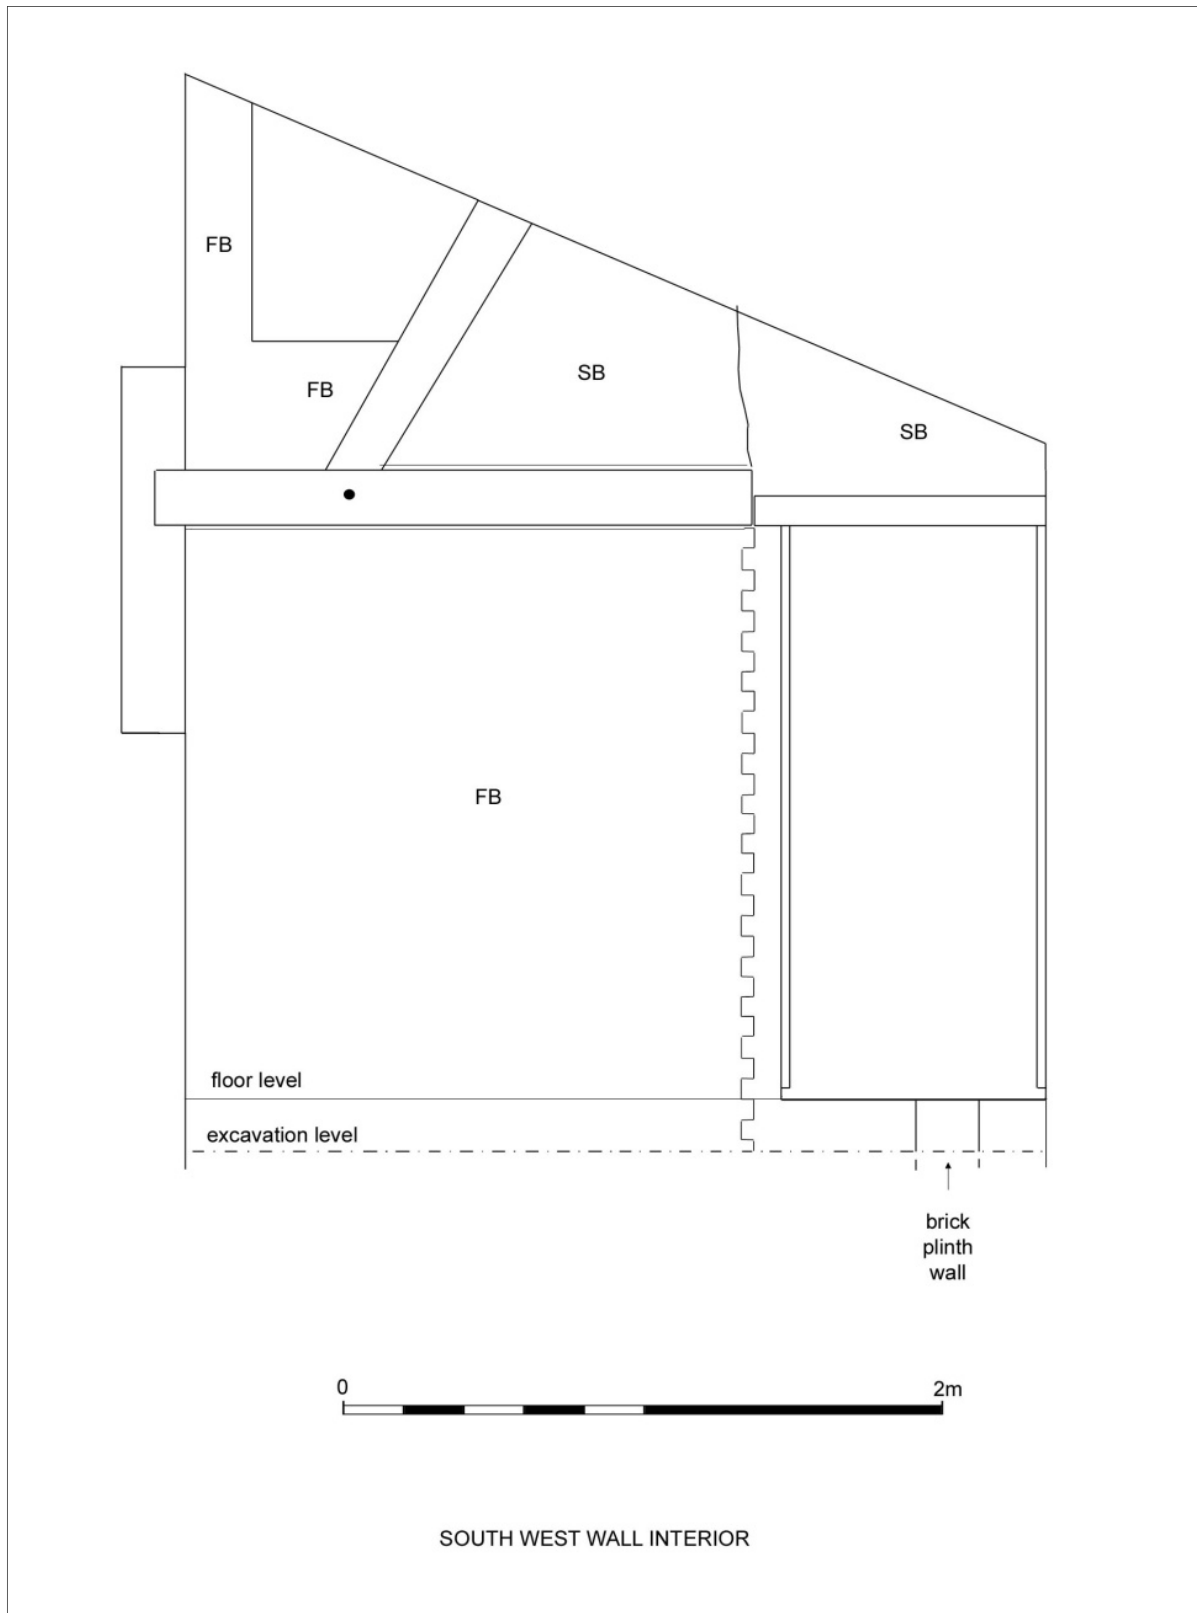 FB
FB
SB
SB
FB
floor level
excavation level
brick
plinth
wall
0 2m
SOUTH WEST WALL INTERIOR